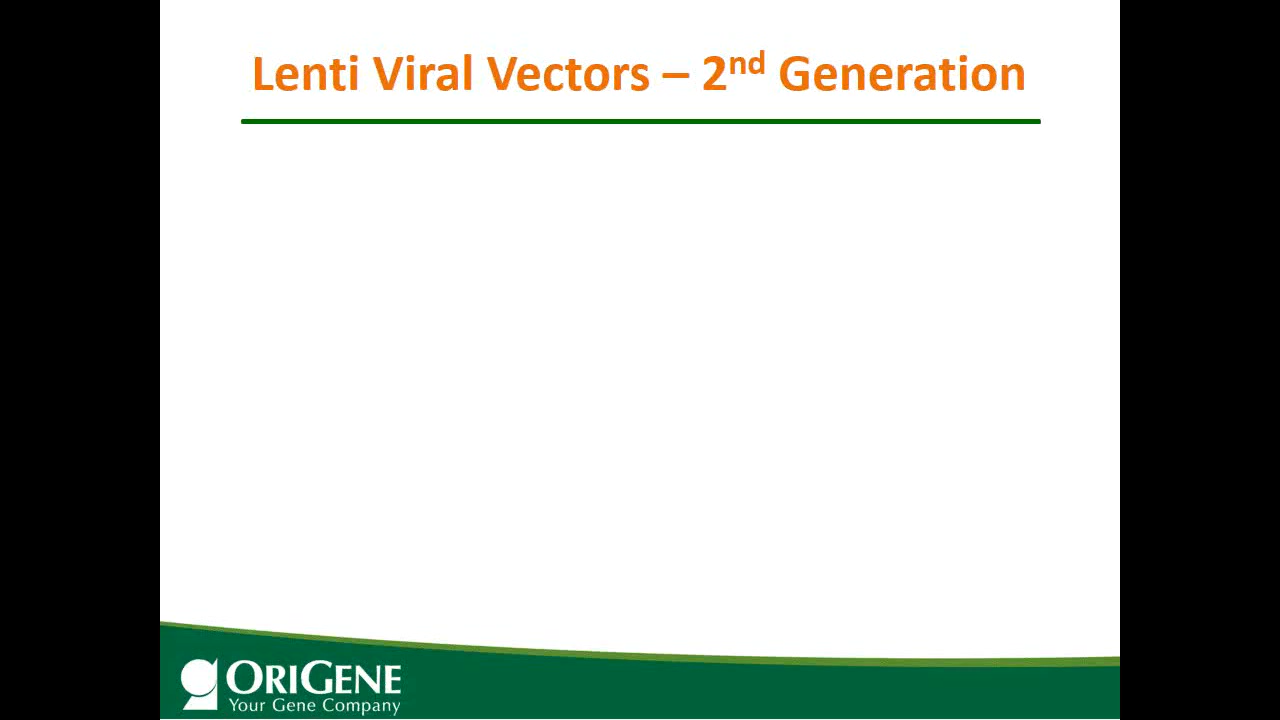 Lenti Viral Vectors – 2nd Generation
ORIGENE
Your Gene Company